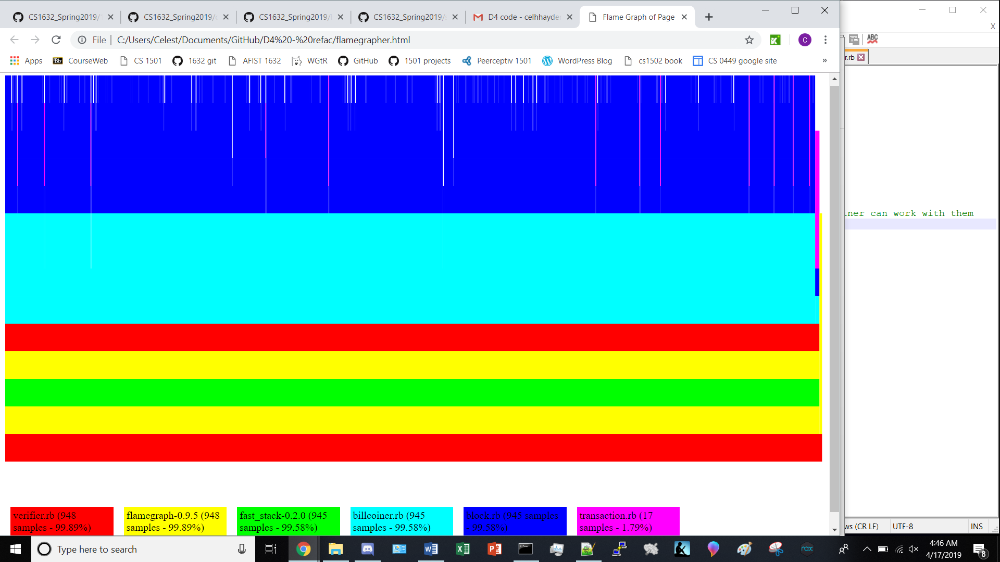 CS1632_Spring2019/
CS1632_Spring2019/
CS1632_Spring2019/
CS1632_Spring2019/
D4 code - celhhayde
Flame Graph of Page
File
C:/Users/Celest/Documents/GitHub/D4%20-%20refac/flamegrapher.html
C
X
ABC
Apps
Bb
CourseWeb
CS 1501
1632 git
AFIST 1632
WGtR
GitHub
1501 projects
Peerceptiv 1501
WordPress Blog
cs1502 book
CS 0449 google site
»
r.rb
iner can work with them
verifier.rb (948
samples - 99.89%)
flamegraph-0.9.5 (948
samples - 99.89%)
fast_stack-0.2.0 (945
samples - 99.58%)
billcoiner.rb (945
samples - 99.58%)
block.rb (945 samples
- 99.58%)
transaction.rb (17
samples - 1.79%)
ws (CR LF)
UTF-8
INS
Type here to search
nox
4:46 AM
4/17/2019
8